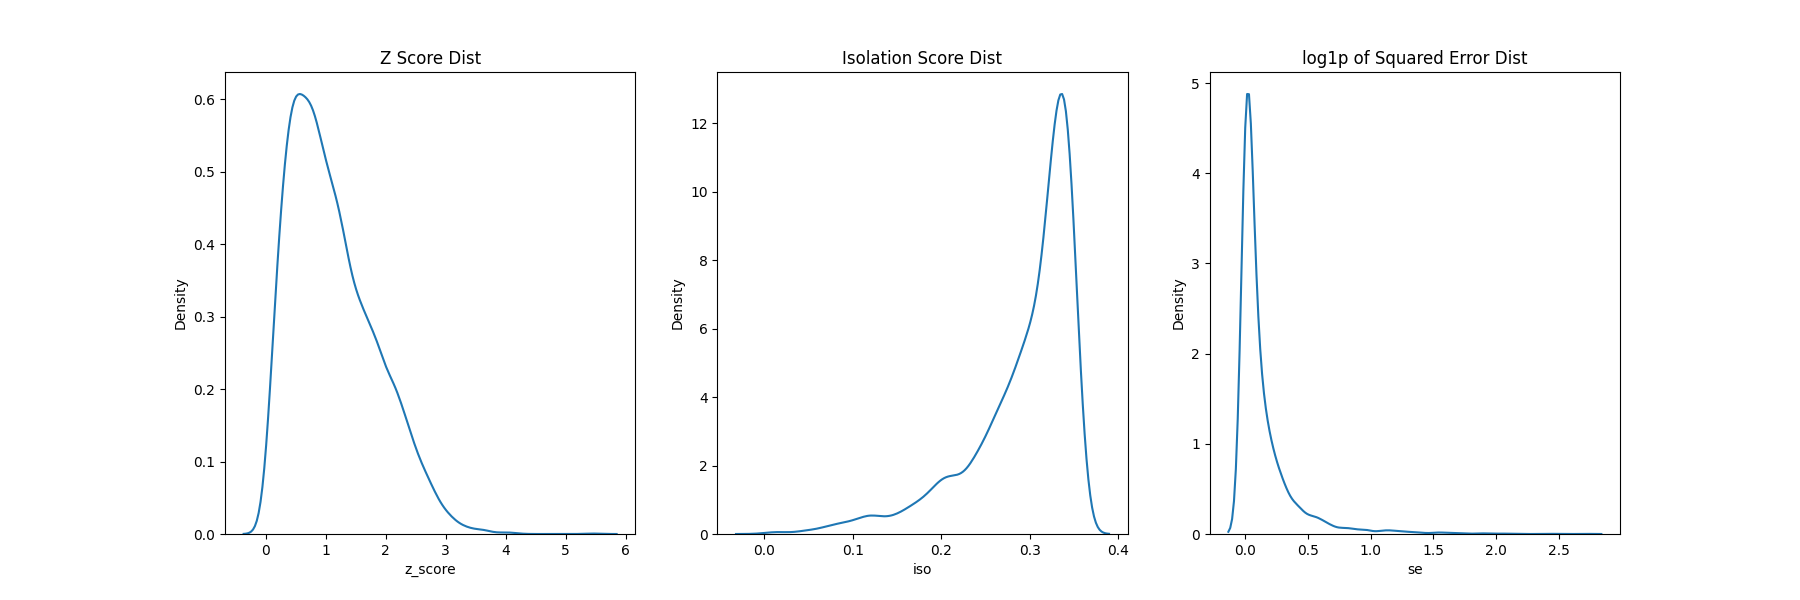 Z Score Dist
0.6
0.5
0.4
0.3
0.2
0.1
0.0
Density
0 1 2 3 4 5 6
z_score
Isolation Score Dist
12
10
8
6
4
2
0
Density
0.0 0.1 0.2 0.3 0.4
iso
log1p of Squared Error Dist
5
4
3
2
1
0
Density
0.0 0.5 1.0 1.5 2.0 2.5
se